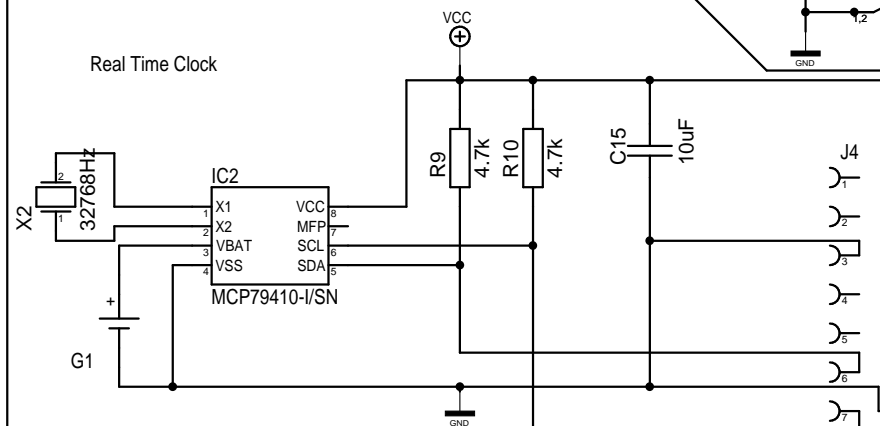 VCC
1,2
GND
Real Time Clock
R9
4.7k
R10
4.7k
C15
10uF
J4
X2
2
1
32768Hz
IC2
X1
1
X2
2
VBAT
3
VSS
4
VCC
8
MFP
7
SCL
6
SDA
5
MCP79410-I/SN
+
G1
1
2
3
4
5
6
7
GND